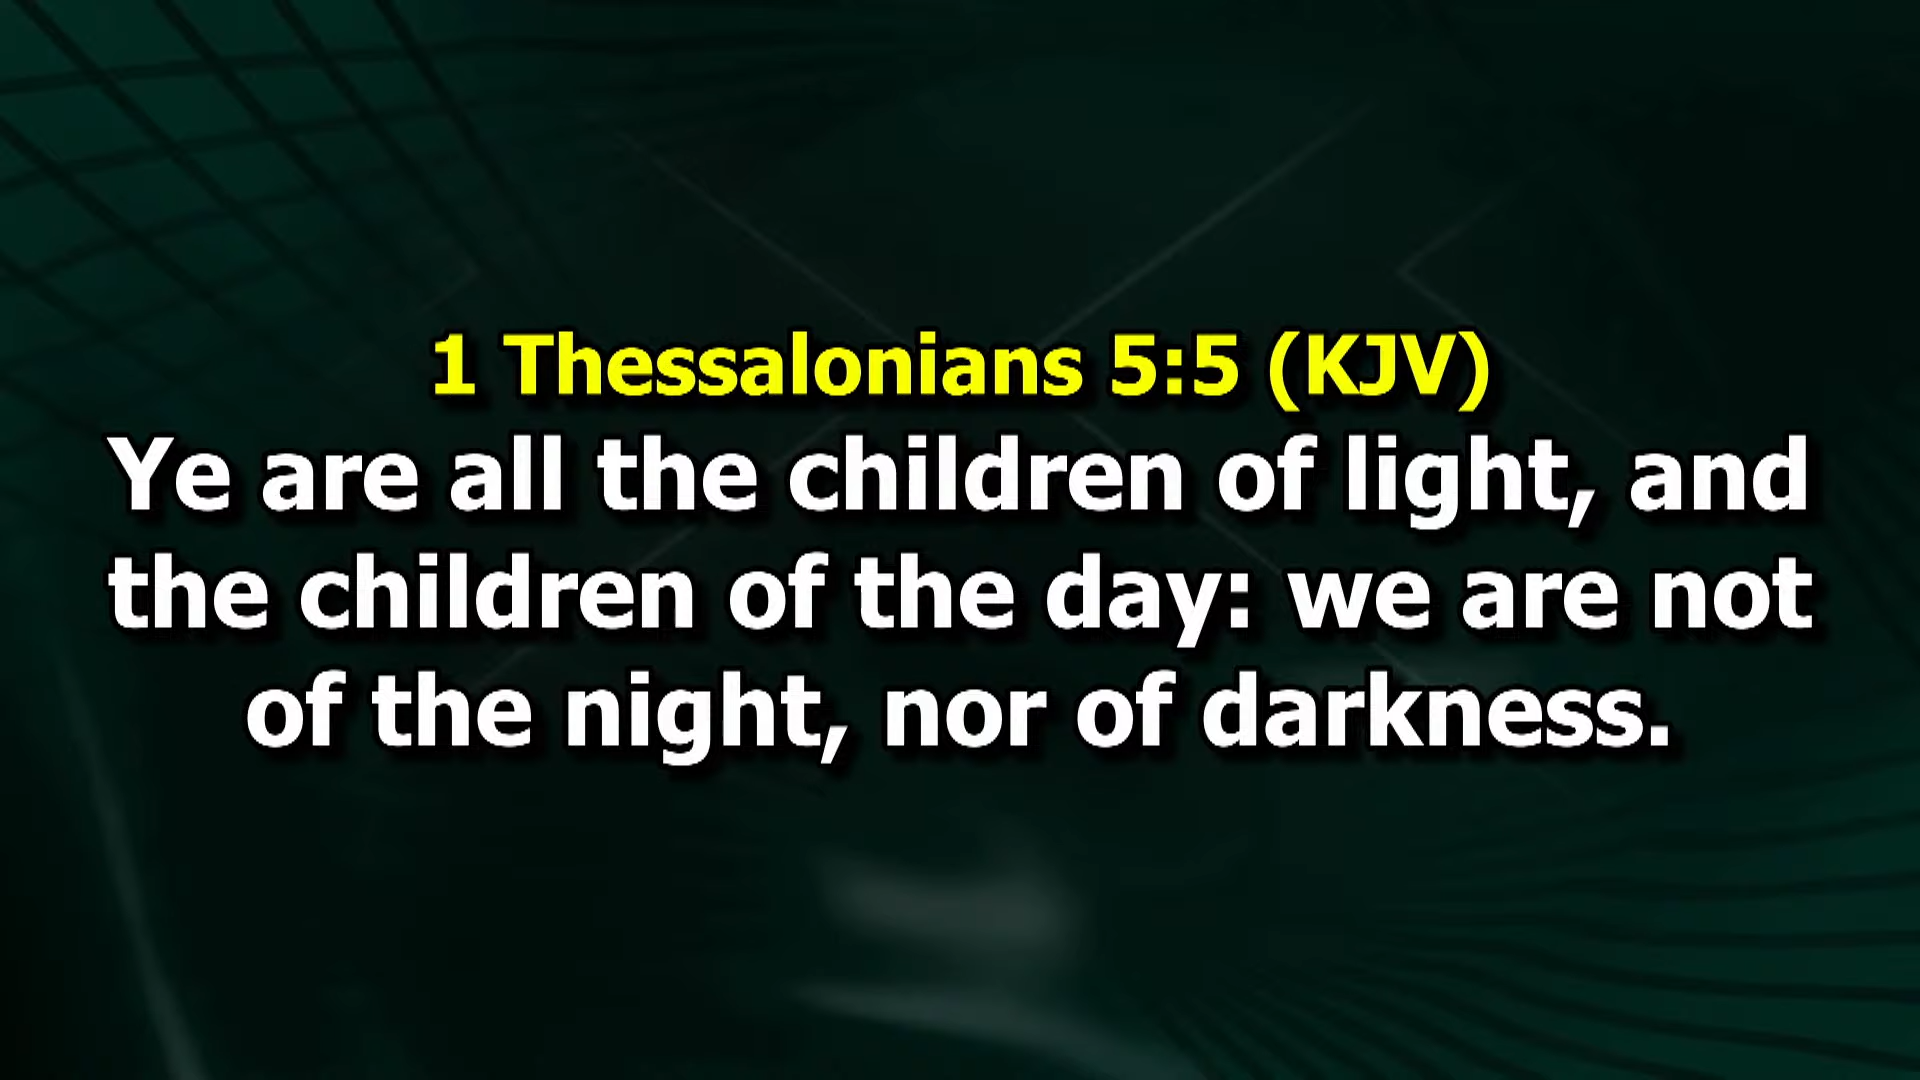 1 Thessalonians 5:5 (KJV)
Ye are all the children of light, and
the children of the day: we are not
of the night, nor of darkness.